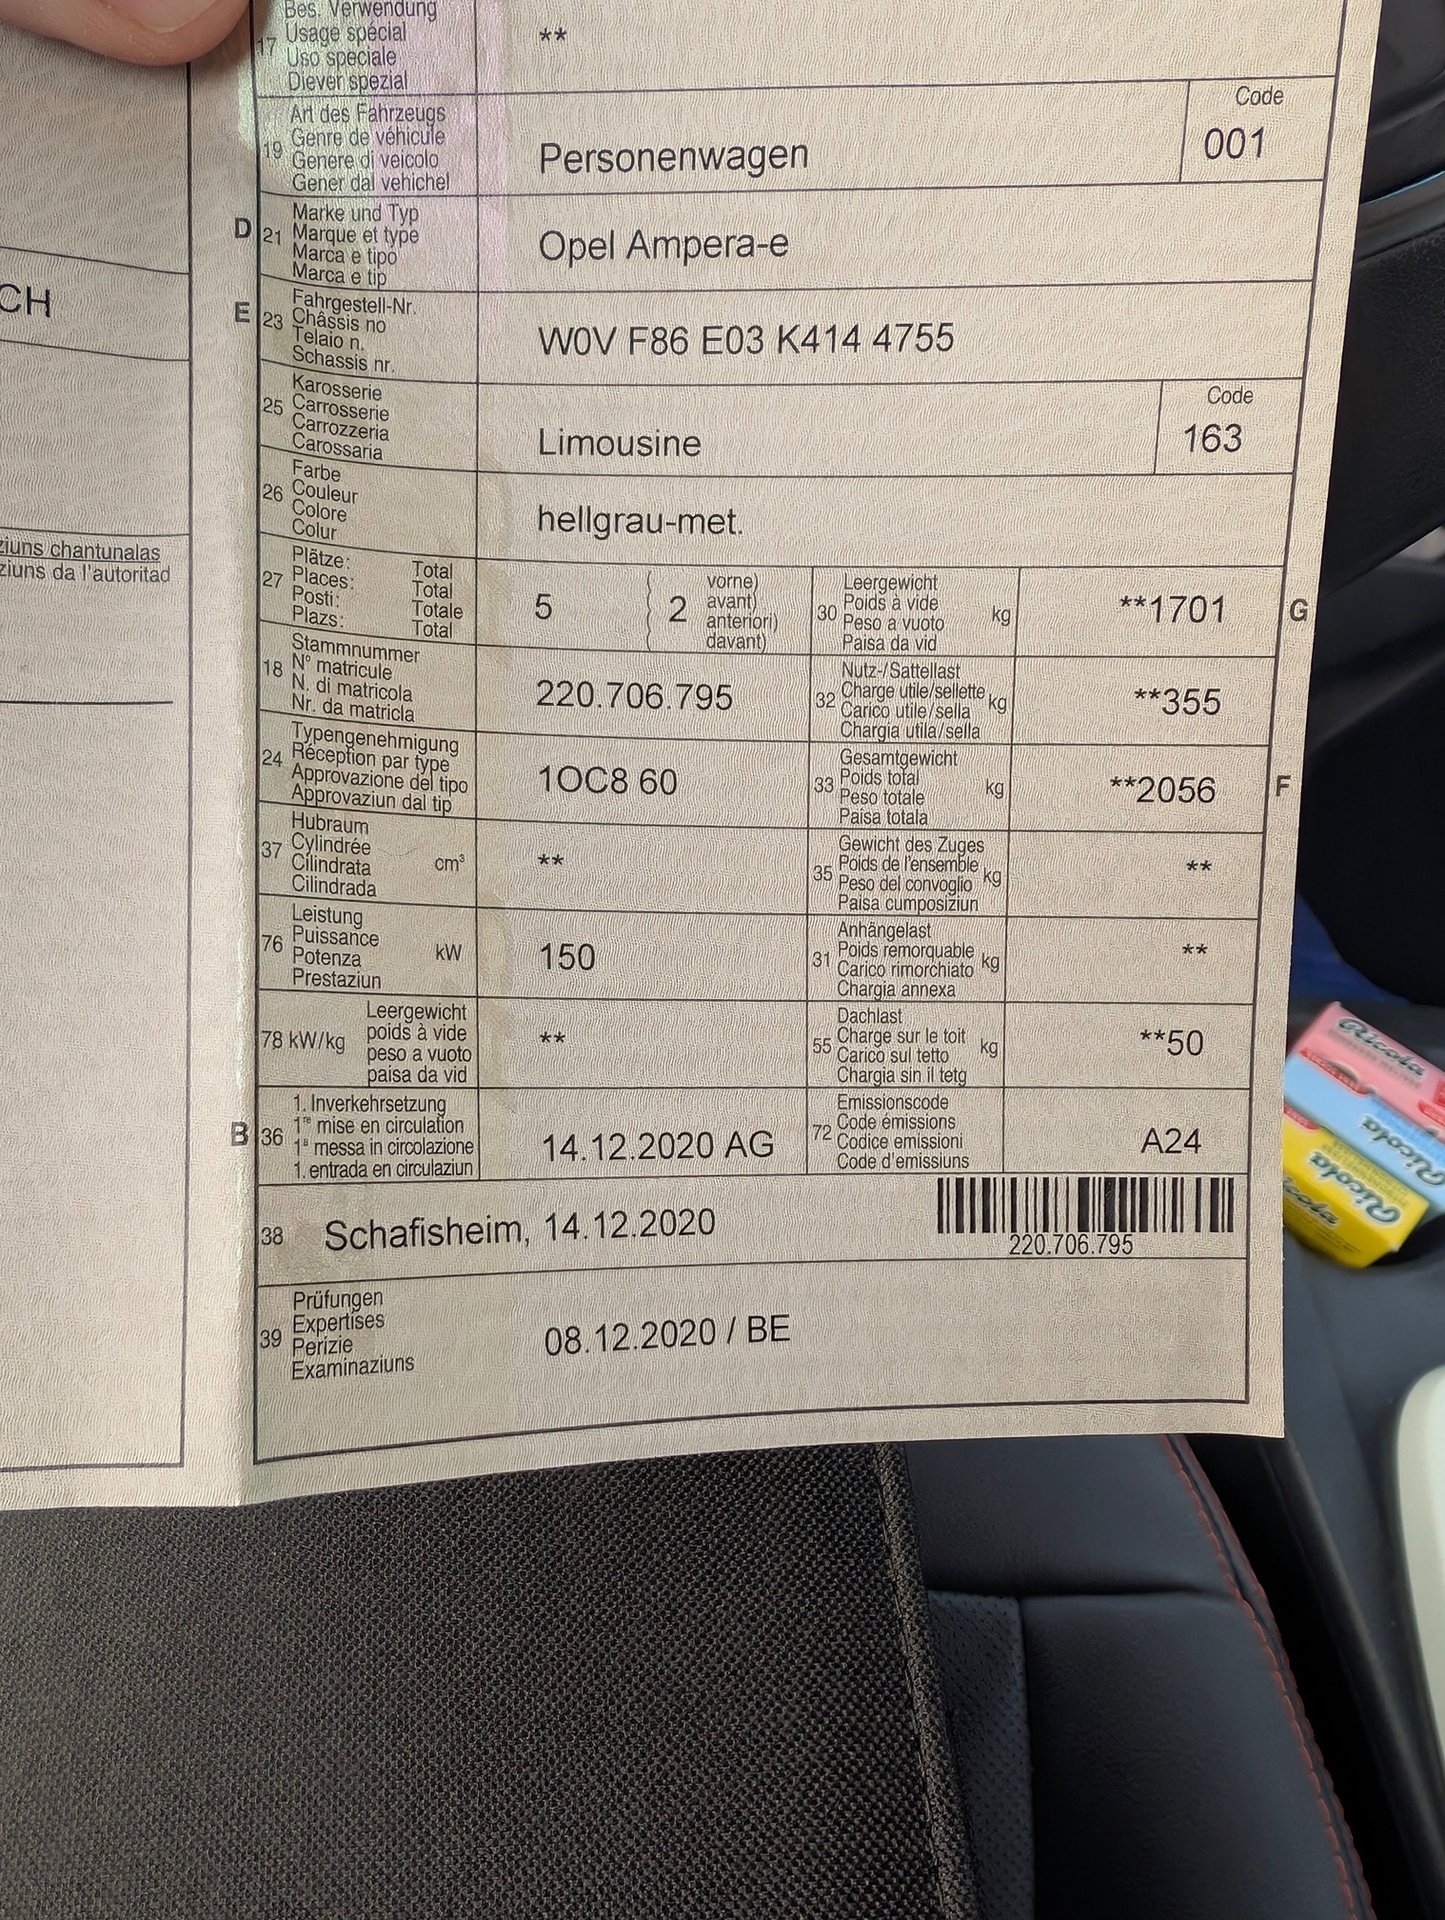 CH
ziuns chantunalas
ziuns da l'autoritad
17 Bes. Verwendung
Usage spécial
Uso speciale
Diever spezial
**
19 Art des Fahrzeugs
Genre de véhicule
Genere di veicolo
Gener dal vehichel
Personenwagen
Code
001
D 21 Marke und Typ
Marque et type
Marca e tipo
Marca e tip
Opel Ampera-e
E 23 Fahrgestell-Nr.
Châssis no
Telaio n.
Schassis nr.
W0V F86 E03 K414 4755
25 Karosserie
Carrosserie
Carrozzeria
Carossaria
Limousine
Code
163
26 Farbe
Couleur
Colore
Colur
hellgrau-met.
27 Plätze: Total
Places: Total
Posti: Totale
Plazs: Total
5 2
vorne)
avant)
anteriori)
davant)
30 Leergewicht
Poids à vide
Peso a vuoto
Paisa da vid
kg
**1701 G
18 Stammnummer
N° matricule
N. di matricola
Nr. da matricla
220.706.795
32 Nutz-/Sattellast
Charge utile/sellette
Carico utile/sella
Chargia utila/sella
kg
**355
24 Typengenehmigung
Réception par type
Approvazione del tipo
Approvaziun dal tip
1OC8 60
33 Gesamtgewicht
Poids total
Peso totale
Paisa totala
kg
**2056 F
37 Hubraum
Cylindrée
Cilindrata
Cilindrada
cm³
**
35 Gewicht des Zuges
Poids de l'ensemble
Peso del convoglio
Paisa cumposiziun
kg
**
76 Leistung
Puissance
Potenza
Prestaziun
kW
150
31 Anhängelast
Poids remorquable
Carico rimorchiato
Chargia annexa
kg
**
78 kW/kg
Leergewicht
poids à vide
peso a vuoto
paisa da vid
**
55 Dachlast
Charge sur le toit
Carico sul tetto
Chargia sin il tetg
kg
**50
B 36 1. Inverkehrsetzung
1re mise en circulation
1a messa in circolazione
1. entrada en circulaziun
14.12.2020 AG
72 Emissionscode
Code émissions
Codice emissioni
Code d'emissiuns
A24
38 Schafisheim, 14.12.2020
220.706.795
39 Prüfungen
Expertises
Perizie
Examinaziuns
08.12.2020 / BE
Ricola
Ricola
Ricola